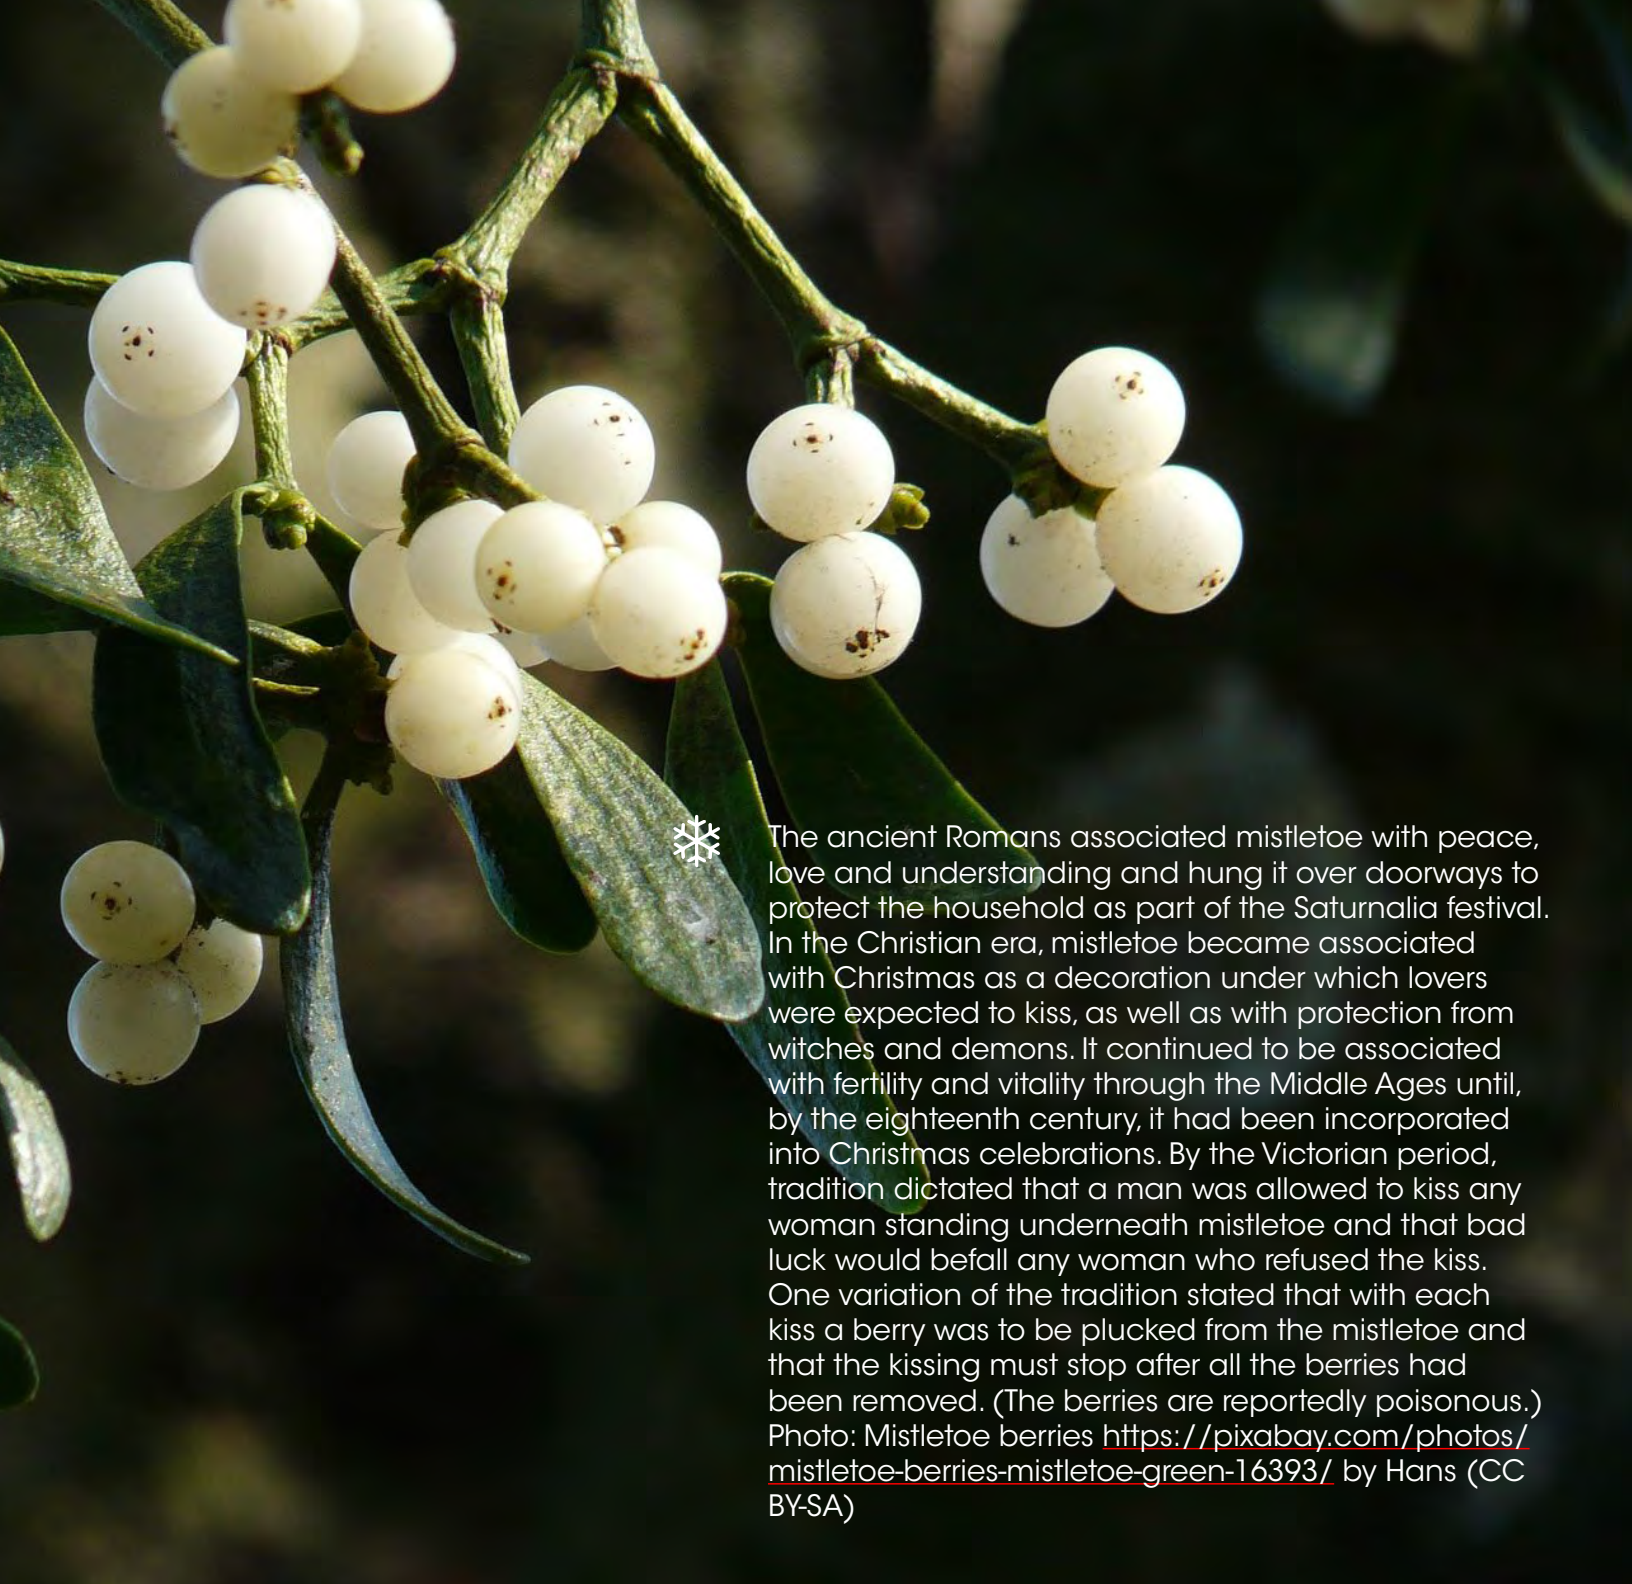 The ancient Romans associated mistletoe with peace,
love and understanding and hung it over doorways to
protect the household as part of the Saturnalia festival.
In the Christian era, mistletoe became associated
with Christmas as a decoration under which lovers
were expected to kiss, as well as with protection from
witches and demons. It continued to be associated
with fertility and vitality through the Middle Ages until,
by the eighteenth century, it had been incorporated
into Christmas celebrations. By the Victorian period,
tradition dictated that a man was allowed to kiss any
woman standing underneath mistletoe and that bad
luck would befall any woman who refused the kiss.
One variation of the tradition stated that with each
kiss a berry was to be plucked from the mistletoe and
that the kissing must stop after all the berries had
been removed. (The berries are reportedly poisonous.)
Photo: Mistletoe berries https://pixabay.com/photos/
mistletoe-berries-mistletoe-green-16393/ by Hans (CC
BY-SA)